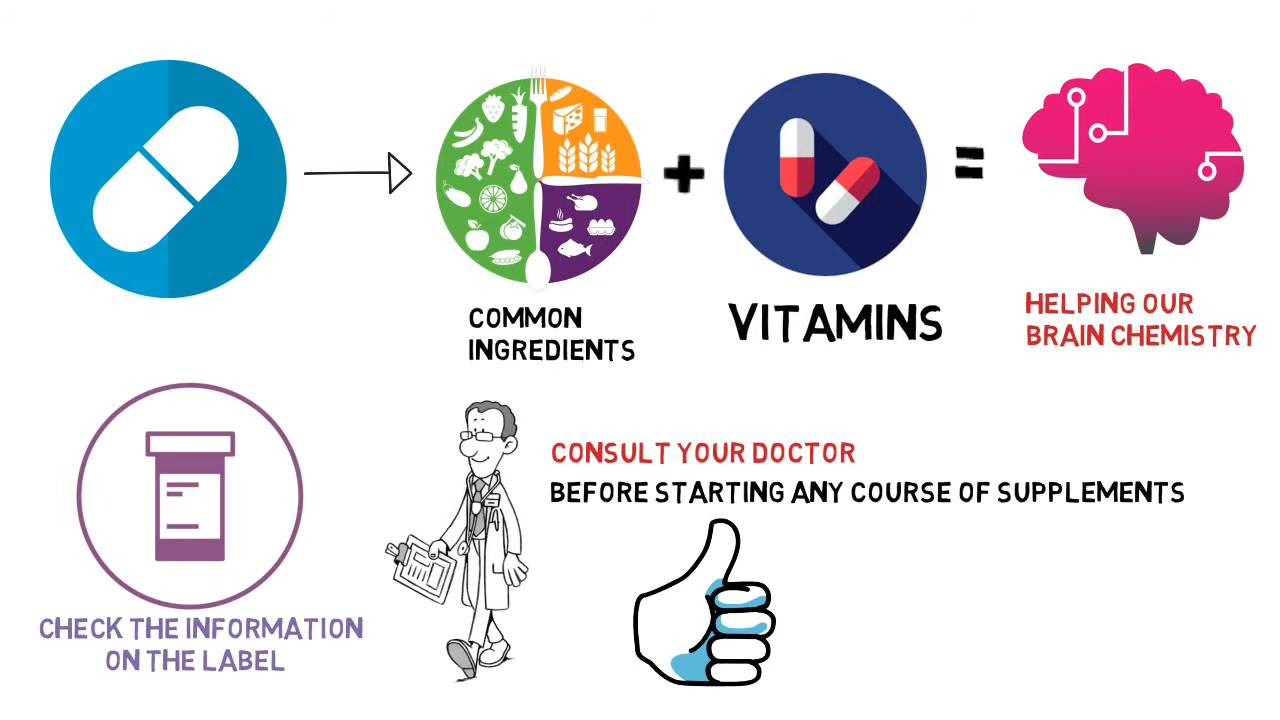 COMMON
INGREDIENTS
+
VITAMINS
=
HELPING OUR
BRAIN CHEMISTRY
CHECK THE INFORMATION
ON THE LABEL
CONSULT YOUR DOCTOR
BEFORE STARTING ANY COURSE OF SUPPLEMENTS